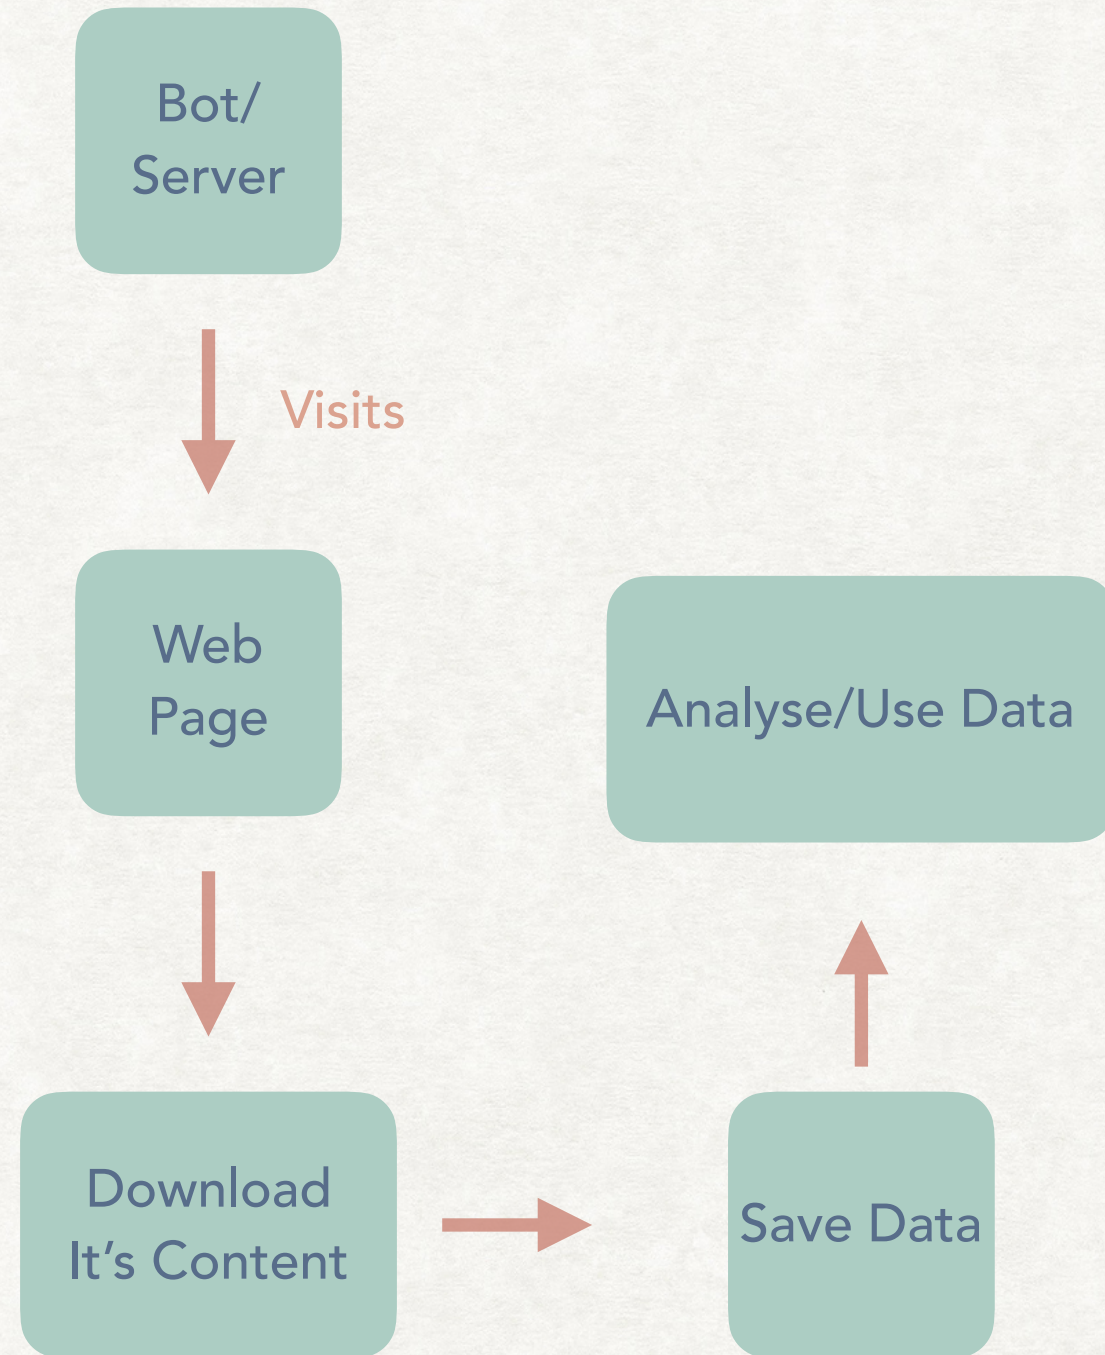 Bot/
Server
Visits
Web
Page
Download
It’s Content
Save Data
Analyse/Use Data